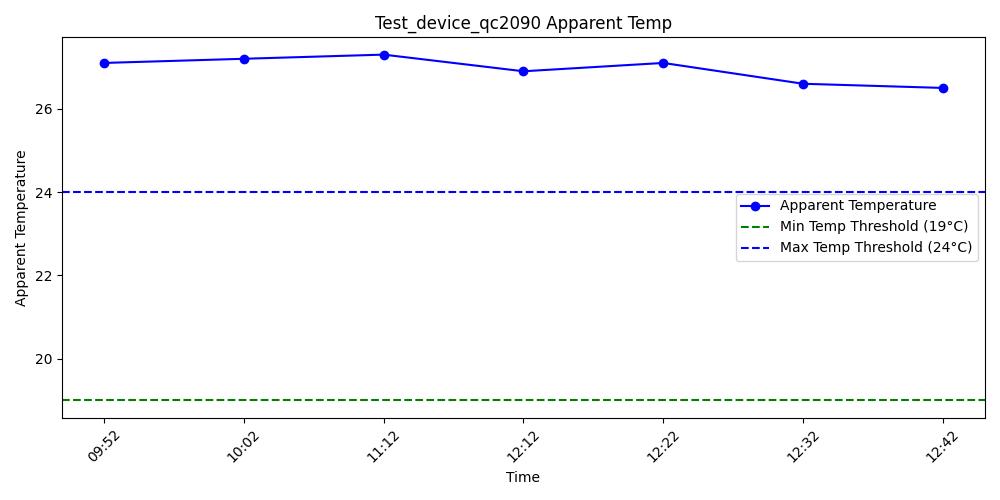 Test_device_qc2090 Apparent Temp
Apparent Temperature
26
24
22
20
Apparent Temperature
Min Temp Threshold (19°C)
Max Temp Threshold (24°C)
09:52
10:02
11:12
12:12
12:22
12:32
12:42
Time